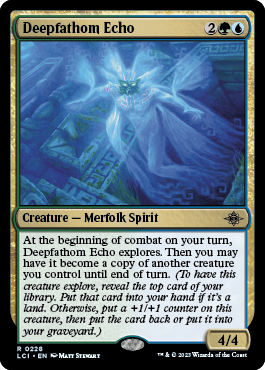 Deepfathom Echo 2
Creature — Merfolk Spirit
At the beginning of combat on your turn,
Deepfathom Echo explores. Then you may
have it become a copy of another creature
you control until end of turn. (To have
this creature explore, reveal the top card of your
library. Put that card into your hand if it's a
land. Otherwise, put a +1/+1 counter on this
creature, then put the card back or put it into
your graveyard.)
4/4
R 0228
LCI • EN Matt Stewart
™ & © 2023 Wizards of the Coast